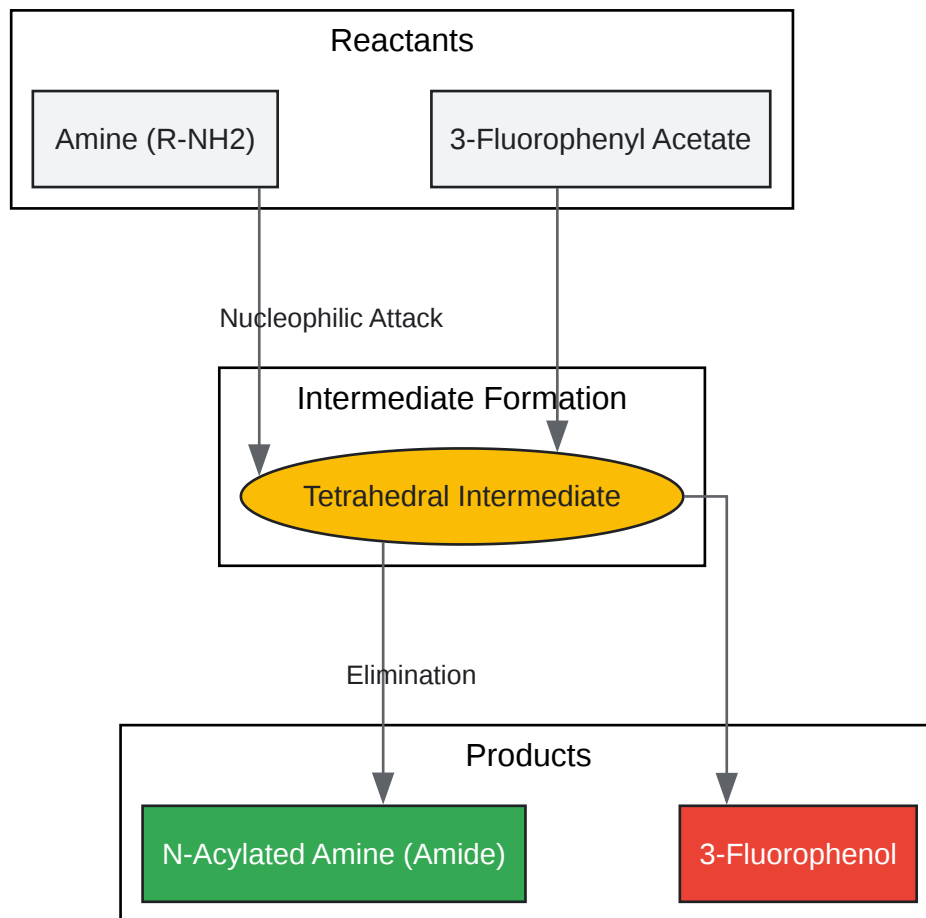 Reactants
Amine (R-NH2)
3-Fluorophenyl Acetate
Nucleophilic Attack
Intermediate Formation
Tetrahedral Intermediate
Elimination
Products
N-Acylated Amine (Amide)
3-Fluorophenol